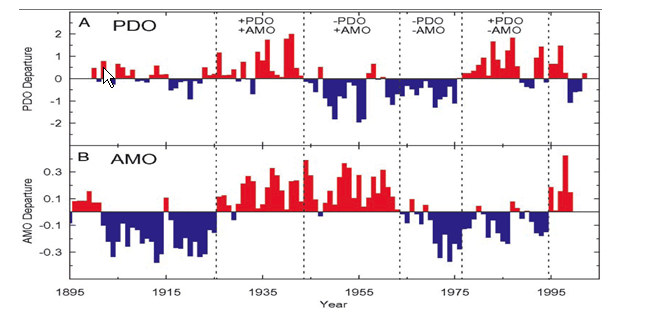 A PDO
+PDO -PDO -PDO +PDO
+AMO +AMO -AMO -AMO
PDO Departure
2
1
0
-1
-2
B AMO
AMO Departure
0.3
0.1
-0.1
-0.3
1895 1915 1935 1955 1975 1995
Year